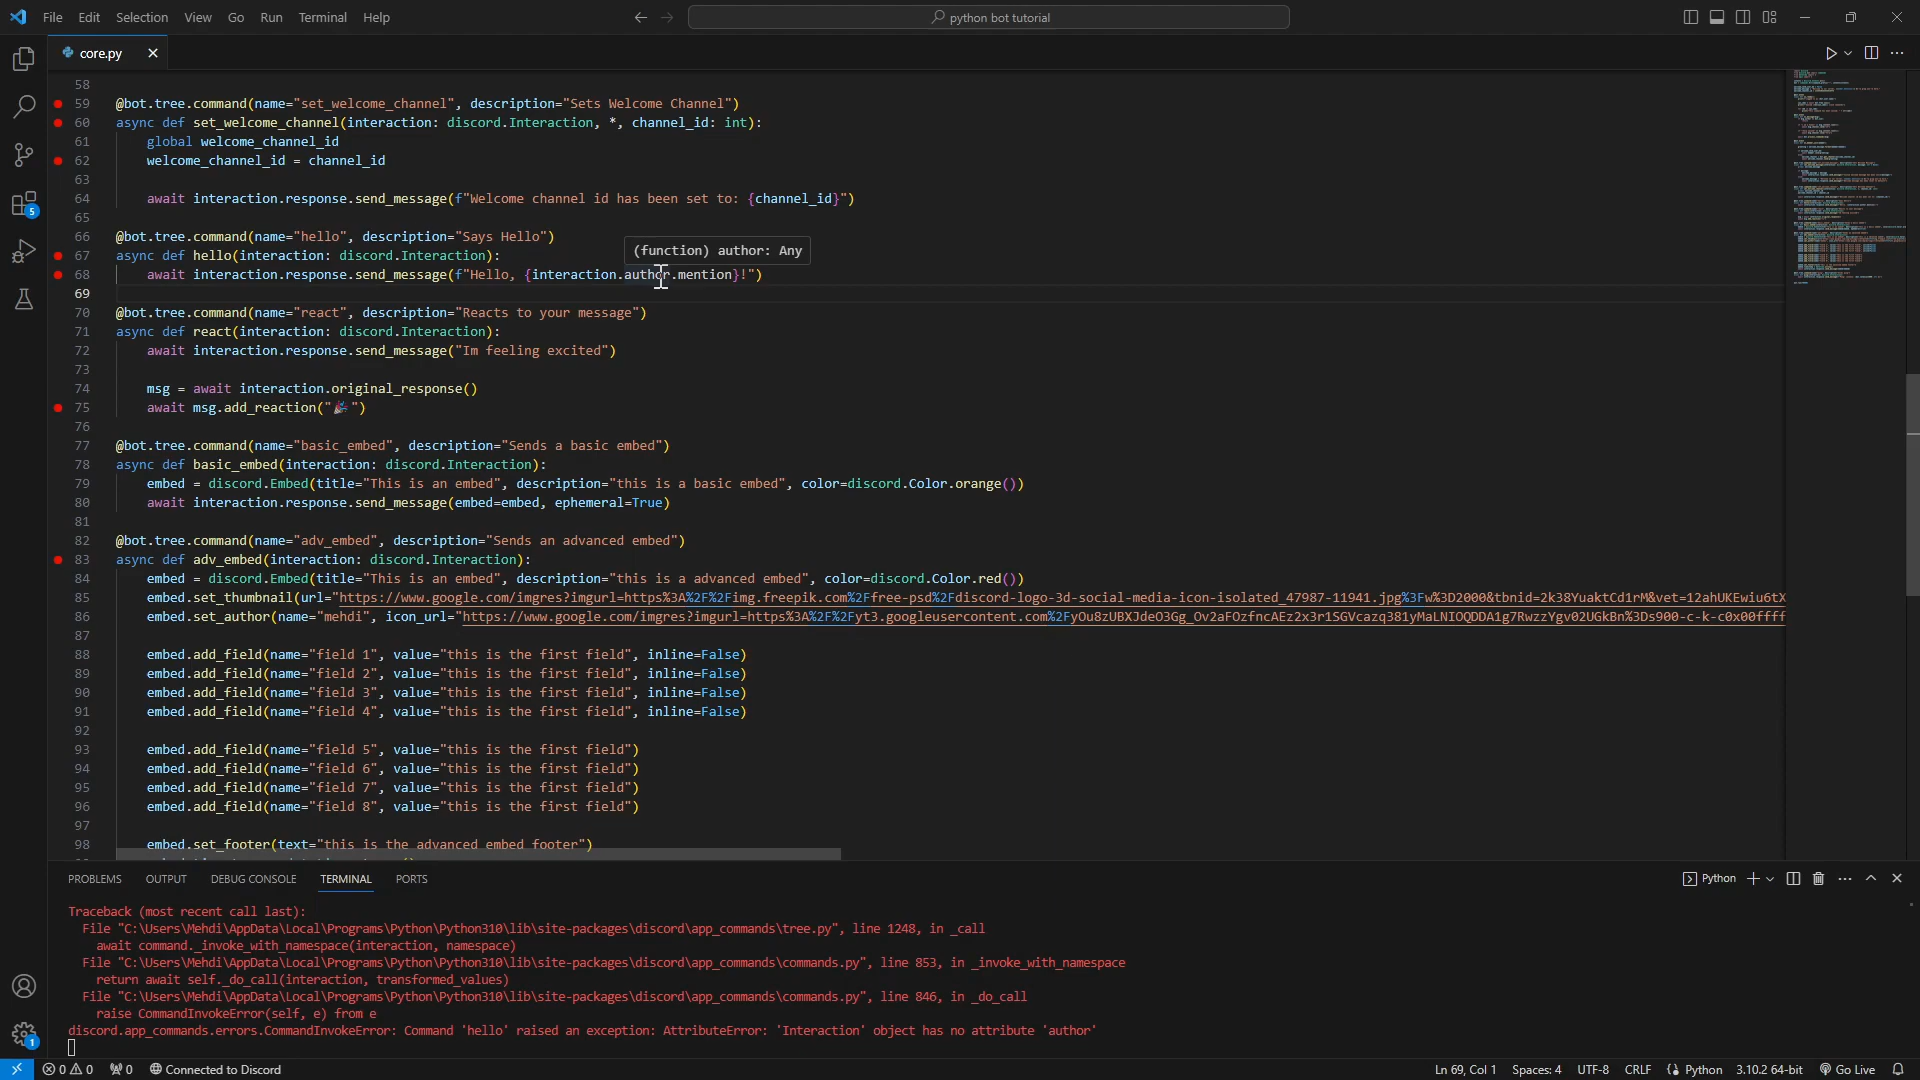 File Edit Selection View Go Run Terminal Help
python bot tutorial
core.py
58
59 @bot.tree.command(name="set_welcome_channel", description="Sets Welcome Channel")
60 async def set_welcome_channel(interaction: discord.Interaction, *, channel_id: int):
61 global welcome_channel_id
62 welcome_channel_id = channel_id
63
64 await interaction.response.send_message(f"Welcome channel id has been set to: {channel_id}")
65
66 @bot.tree.command(name="hello", description="Says Hello")
(function) author: Any
67 async def hello(interaction: discord.Interaction):
68 await interaction.response.send_message(f"Hello, {interaction.author.mention}!")
69
70 @bot.tree.command(name="react", description="Reacts to your message")
71 async def react(interaction: discord.Interaction):
72 await interaction.response.send_message("Im feeling excited")
73
74 msg = await interaction.original_response()
75 await msg.add_reaction("🎉")
76
77 @bot.tree.command(name="basic_embed", description="Sends a basic embed")
78 async def basic_embed(interaction: discord.Interaction):
79 embed = discord.Embed(title="This is an embed", description="this is a basic embed", color=discord.Color.orange())
80 await interaction.response.send_message(embed=embed, ephemeral=True)
81
82 @bot.tree.command(name="adv_embed", description="Sends an advanced embed")
83 async def adv_embed(interaction: discord.Interaction):
84 embed = discord.Embed(title="This is an embed", description="this is a advanced embed", color=discord.Color.red())
85 embed.set_thumbnail(url="https://www.google.com/imgres?imgurl=https%3A%2F%2Fimg.freepik.com%2Ffree-psd%2Fdiscord-logo-3d-social-media-icon-isolated_47987-11941.jpg%3Fw%3D2000&tbnid=2k38YuaktCd1rM&vet=12ahUKEwiu6tX
86 embed.set_author(name="mehdi", icon_url="https://www.google.com/imgres?imgurl=https%3A%2F%2Fyt3.googleusercontent.com%2FyOu8zUBXJdeO3Gg_Ov2aFOzfncAEz2x3r1SGVcazq381yMaLNIOQDDA1g7RwzzYgv02UGkBn%3Ds900-c-k-c0x00ffff
87
88 embed.add_field(name="field 1", value="this is the first field", inline=False)
89 embed.add_field(name="field 2", value="this is the first field", inline=False)
90 embed.add_field(name="field 3", value="this is the first field", inline=False)
91 embed.add_field(name="field 4", value="this is the first field", inline=False)
92
93 embed.add_field(name="field 5", value="this is the first field")
94 embed.add_field(name="field 6", value="this is the first field")
95 embed.add_field(name="field 7", value="this is the first field")
96 embed.add_field(name="field 8", value="this is the first field")
97
98 embed.set_footer(text="this is the advanced embed footer")
PROBLEMS OUTPUT DEBUG CONSOLE TERMINAL PORTS
Python
Traceback (most recent call last):
File "C:\Users\Mehdi\AppData\Local\Programs\Python\Python310\lib\site-packages\discord\app_commands\tree.py", line 1248, in _call
await command._invoke_with_namespace(interaction, namespace)
File "C:\Users\Mehdi\AppData\Local\Programs\Python\Python310\lib\site-packages\discord\app_commands\commands.py", line 853, in _invoke_with_namespace
return await self._do_call(interaction, transformed_values)
File "C:\Users\Mehdi\AppData\Local\Programs\Python\Python310\lib\site-packages\discord\app_commands\commands.py", line 846, in _do_call
raise CommandInvokeError(self, e) from e
discord.app_commands.errors.CommandInvokeError: Command 'hello' raised an exception: AttributeError: 'Interaction' object has no attribute 'author'
5
1
0 0 0 Connected to Discord Ln 69, Col 1 Spaces: 4 UTF-8 CRLF Python 3.10.2 64-bit Go Live